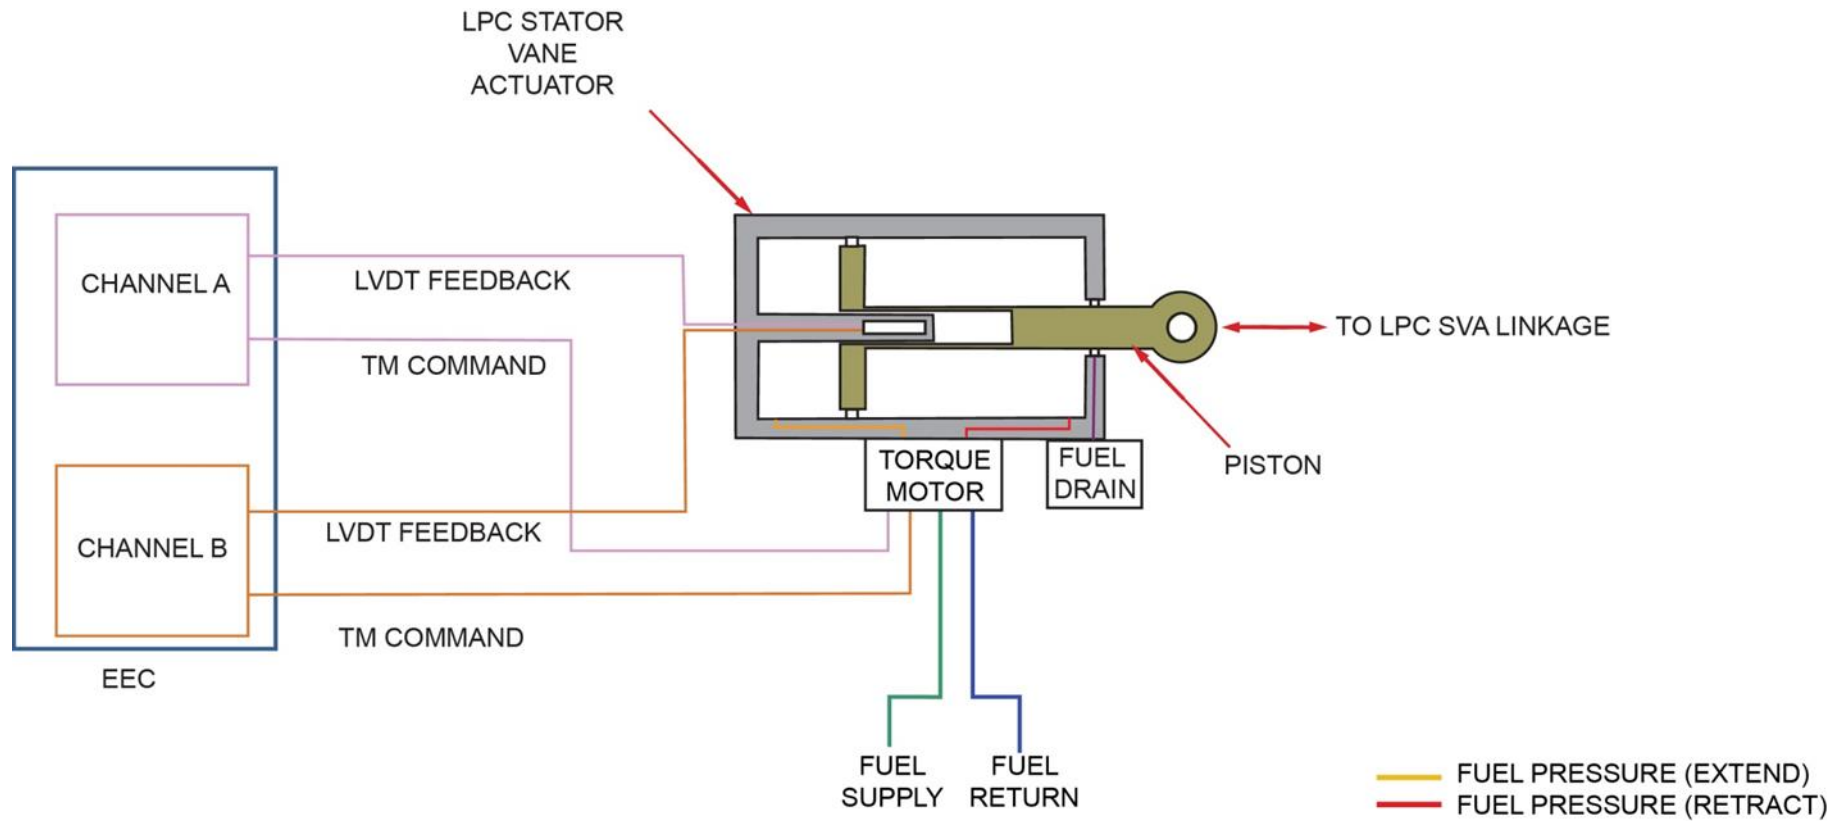 LPC STATOR
VANE
ACTUATOR
CHANNEL A
LVDT FEEDBACK
TM COMMAND
TO LPC SVA LINKAGE
PISTON
TORQUE
MOTOR
FUEL
DRAIN
CHANNEL B
LVDT FEEDBACK
TM COMMAND
EEC
FUEL
SUPPLY
FUEL
RETURN
FUEL PRESSURE (EXTEND)
FUEL PRESSURE (RETRACT)